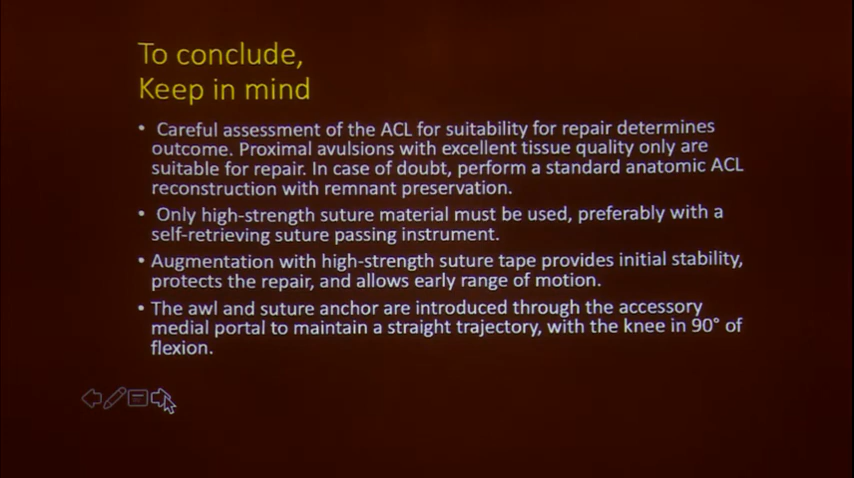 To conclude,
Keep in mind
• Careful assessment of the ACL for suitability for repair determines
outcome. Proximal avulsions with excellent tissue quality only are
suitable for repair. In case of doubt, perform a standard anatomic ACL
reconstruction with remnant preservation.
• Only high-strength suture material must be used, preferably with a
self-retrieving suture passing instrument.
• Augmentation with high-strength suture tape provides initial stability,
protects the repair, and allows early range of motion.
• The awl and suture anchor are introduced through the accessory
medial portal to maintain a straight trajectory, with the knee in 90° of
flexion.